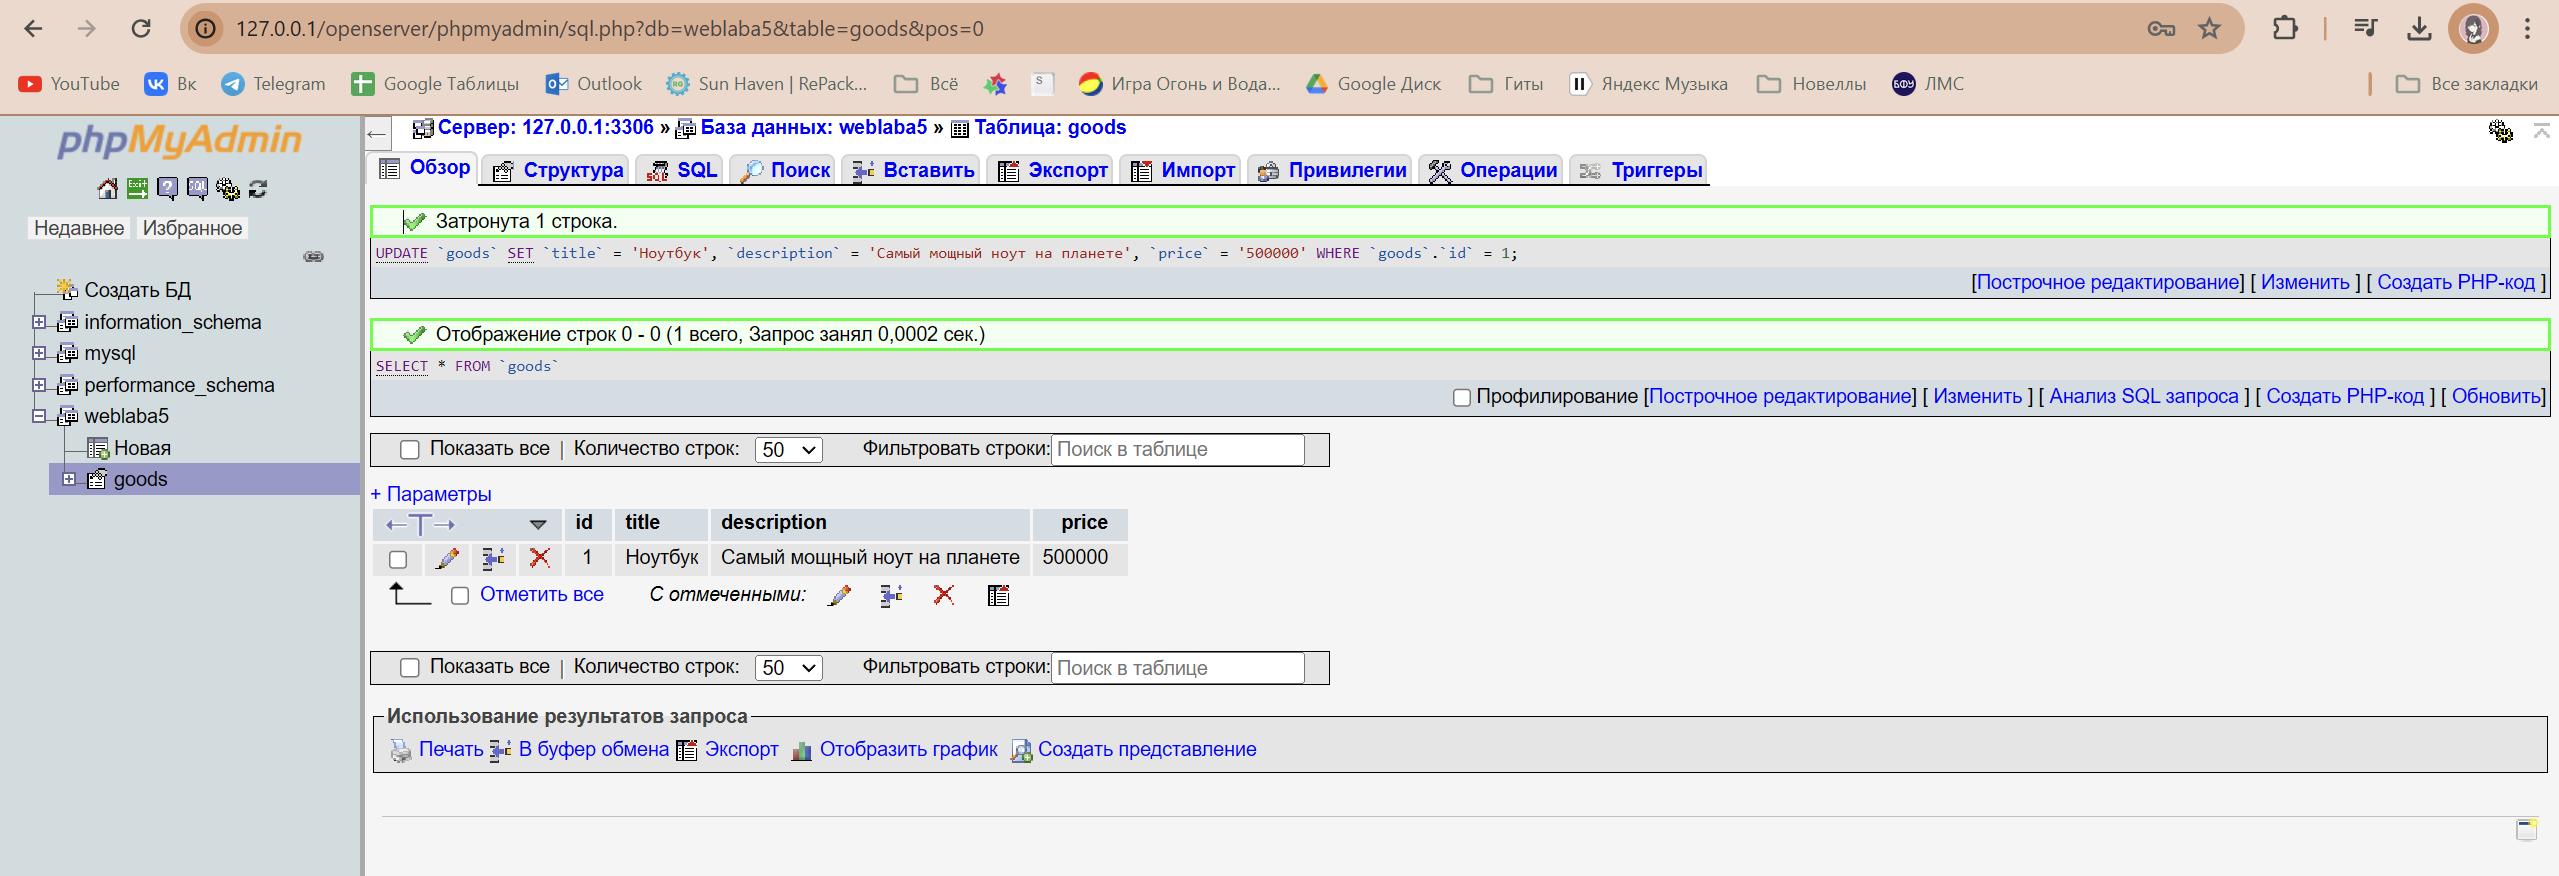 127.0.0.1/openserver/phpmyadmin/sql.php?db=weblaba5&table=goods&pos=0
YouTube Вк Telegram Google Таблицы Outlook Sun Haven | RePack... Всё S Игра Огонь и Вода... Google Диск Гиты Яндекс Музыка Новеллы БФУ ЛМС Все закладки
phpMyAdmin
Недавнее Избранное
Создать БД
information_schema
mysql
performance_schema
weblaba5
Новая
goods
Сервер: 127.0.0.1:3306 » База данных: weblaba5 » Таблица: goods
Обзор Структура SQL Поиск Вставить Экспорт Импорт Привилегии Операции Триггеры
Затронута 1 строка.
UPDATE `goods` SET `title` = 'Ноутбук', `description` = 'Самый мощный ноут на планете', `price` = '500000' WHERE `goods`.`id` = 1;
[Построчное редактирование] [ Изменить ] [ Создать PHP-код ]
Отображение строк 0 - 0 (1 всего, Запрос занял 0,0002 сек.)
SELECT * FROM `goods`
Профилирование [Построчное редактирование] [ Изменить ] [ Анализ SQL запроса ] [ Создать PHP-код ] [ Обновить]
Показать все | Количество строк: 50 Фильтровать строки: Поиск в таблице
+ Параметры
←T→ id title description price
1 Ноутбук Самый мощный ноут на планете 500000
Отметить все С отмеченными:
Показать все | Количество строк: 50 Фильтровать строки: Поиск в таблице
Использование результатов запроса
Печать В буфер обмена Экспорт Отобразить график Создать представление